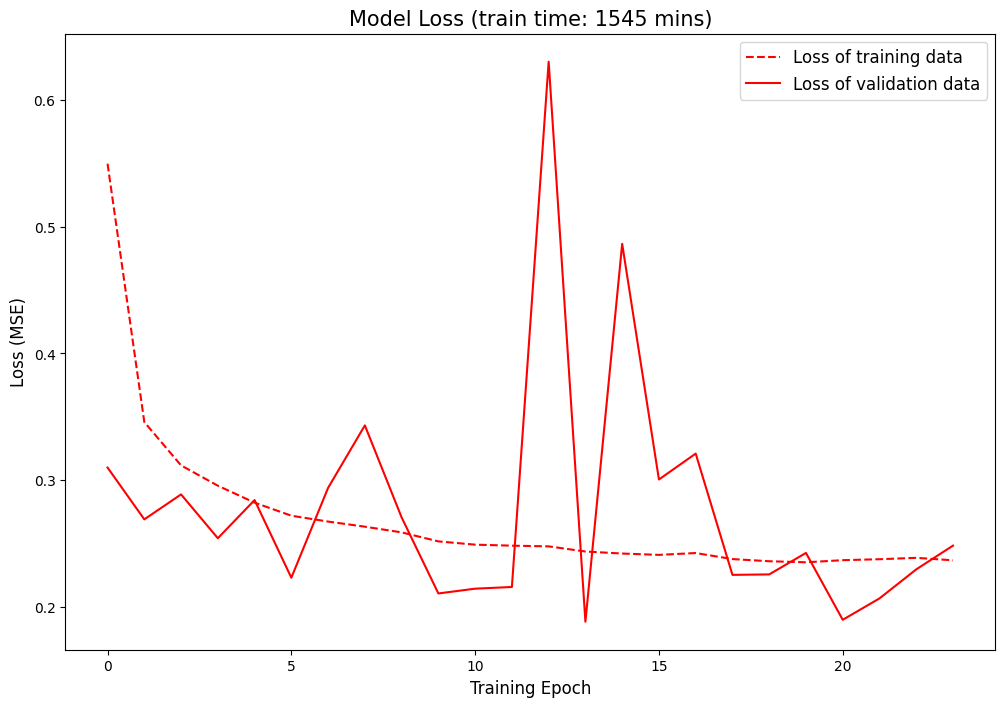 Model Loss (train time: 1545 mins)
Loss of training data
Loss of validation data
Loss (MSE)
0.6
0.5
0.4
0.3
0.2
0
5
10
15
20
Training Epoch